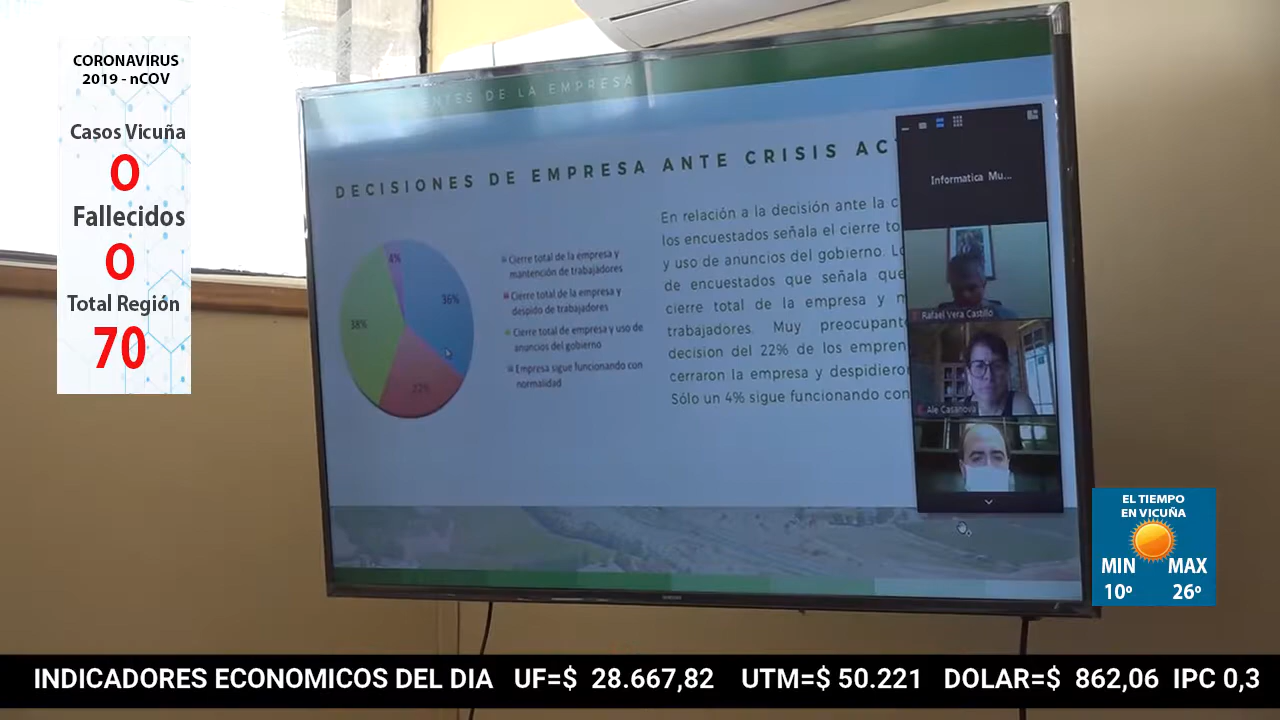 CORONAVIRUS
2019 - nCOV
Casos Vicuña
0
Fallecidos
0
Total Región
70
DE LA EMPRESA
DECISIONES DE EMPRESA ANTE CRISIS
4%
36%
38%
22%
Cierre total de la empresa y
mantención de trabajadores
Cierre total de la empresa y
despido de trabajadores
Cierre total de empresa y uso de
anuncios del gobierno
Empresa sigue funcionando con
normalidad
En relación a la decisión ante la
los encuestados señala el cierre
y uso de anuncios del gobierno.
de encuestados que señala que
cierre total de la empresa y
trabajadores. Muy
decision del 22% de los
cerraron la empresa y
Sólo un 4% sigue funcionando con
Informatica Mu...
Rafael Vera Castillo
Ale Casanova
EL TIEMPO
EN VICUÑA
MIN MAX
10º 26º
SAMSUNG
INDICADORES ECONOMICOS DEL DIA UF=$ 28.667,82 UTM=$ 50.221 DOLAR=$ 862,06 IPC 0,3